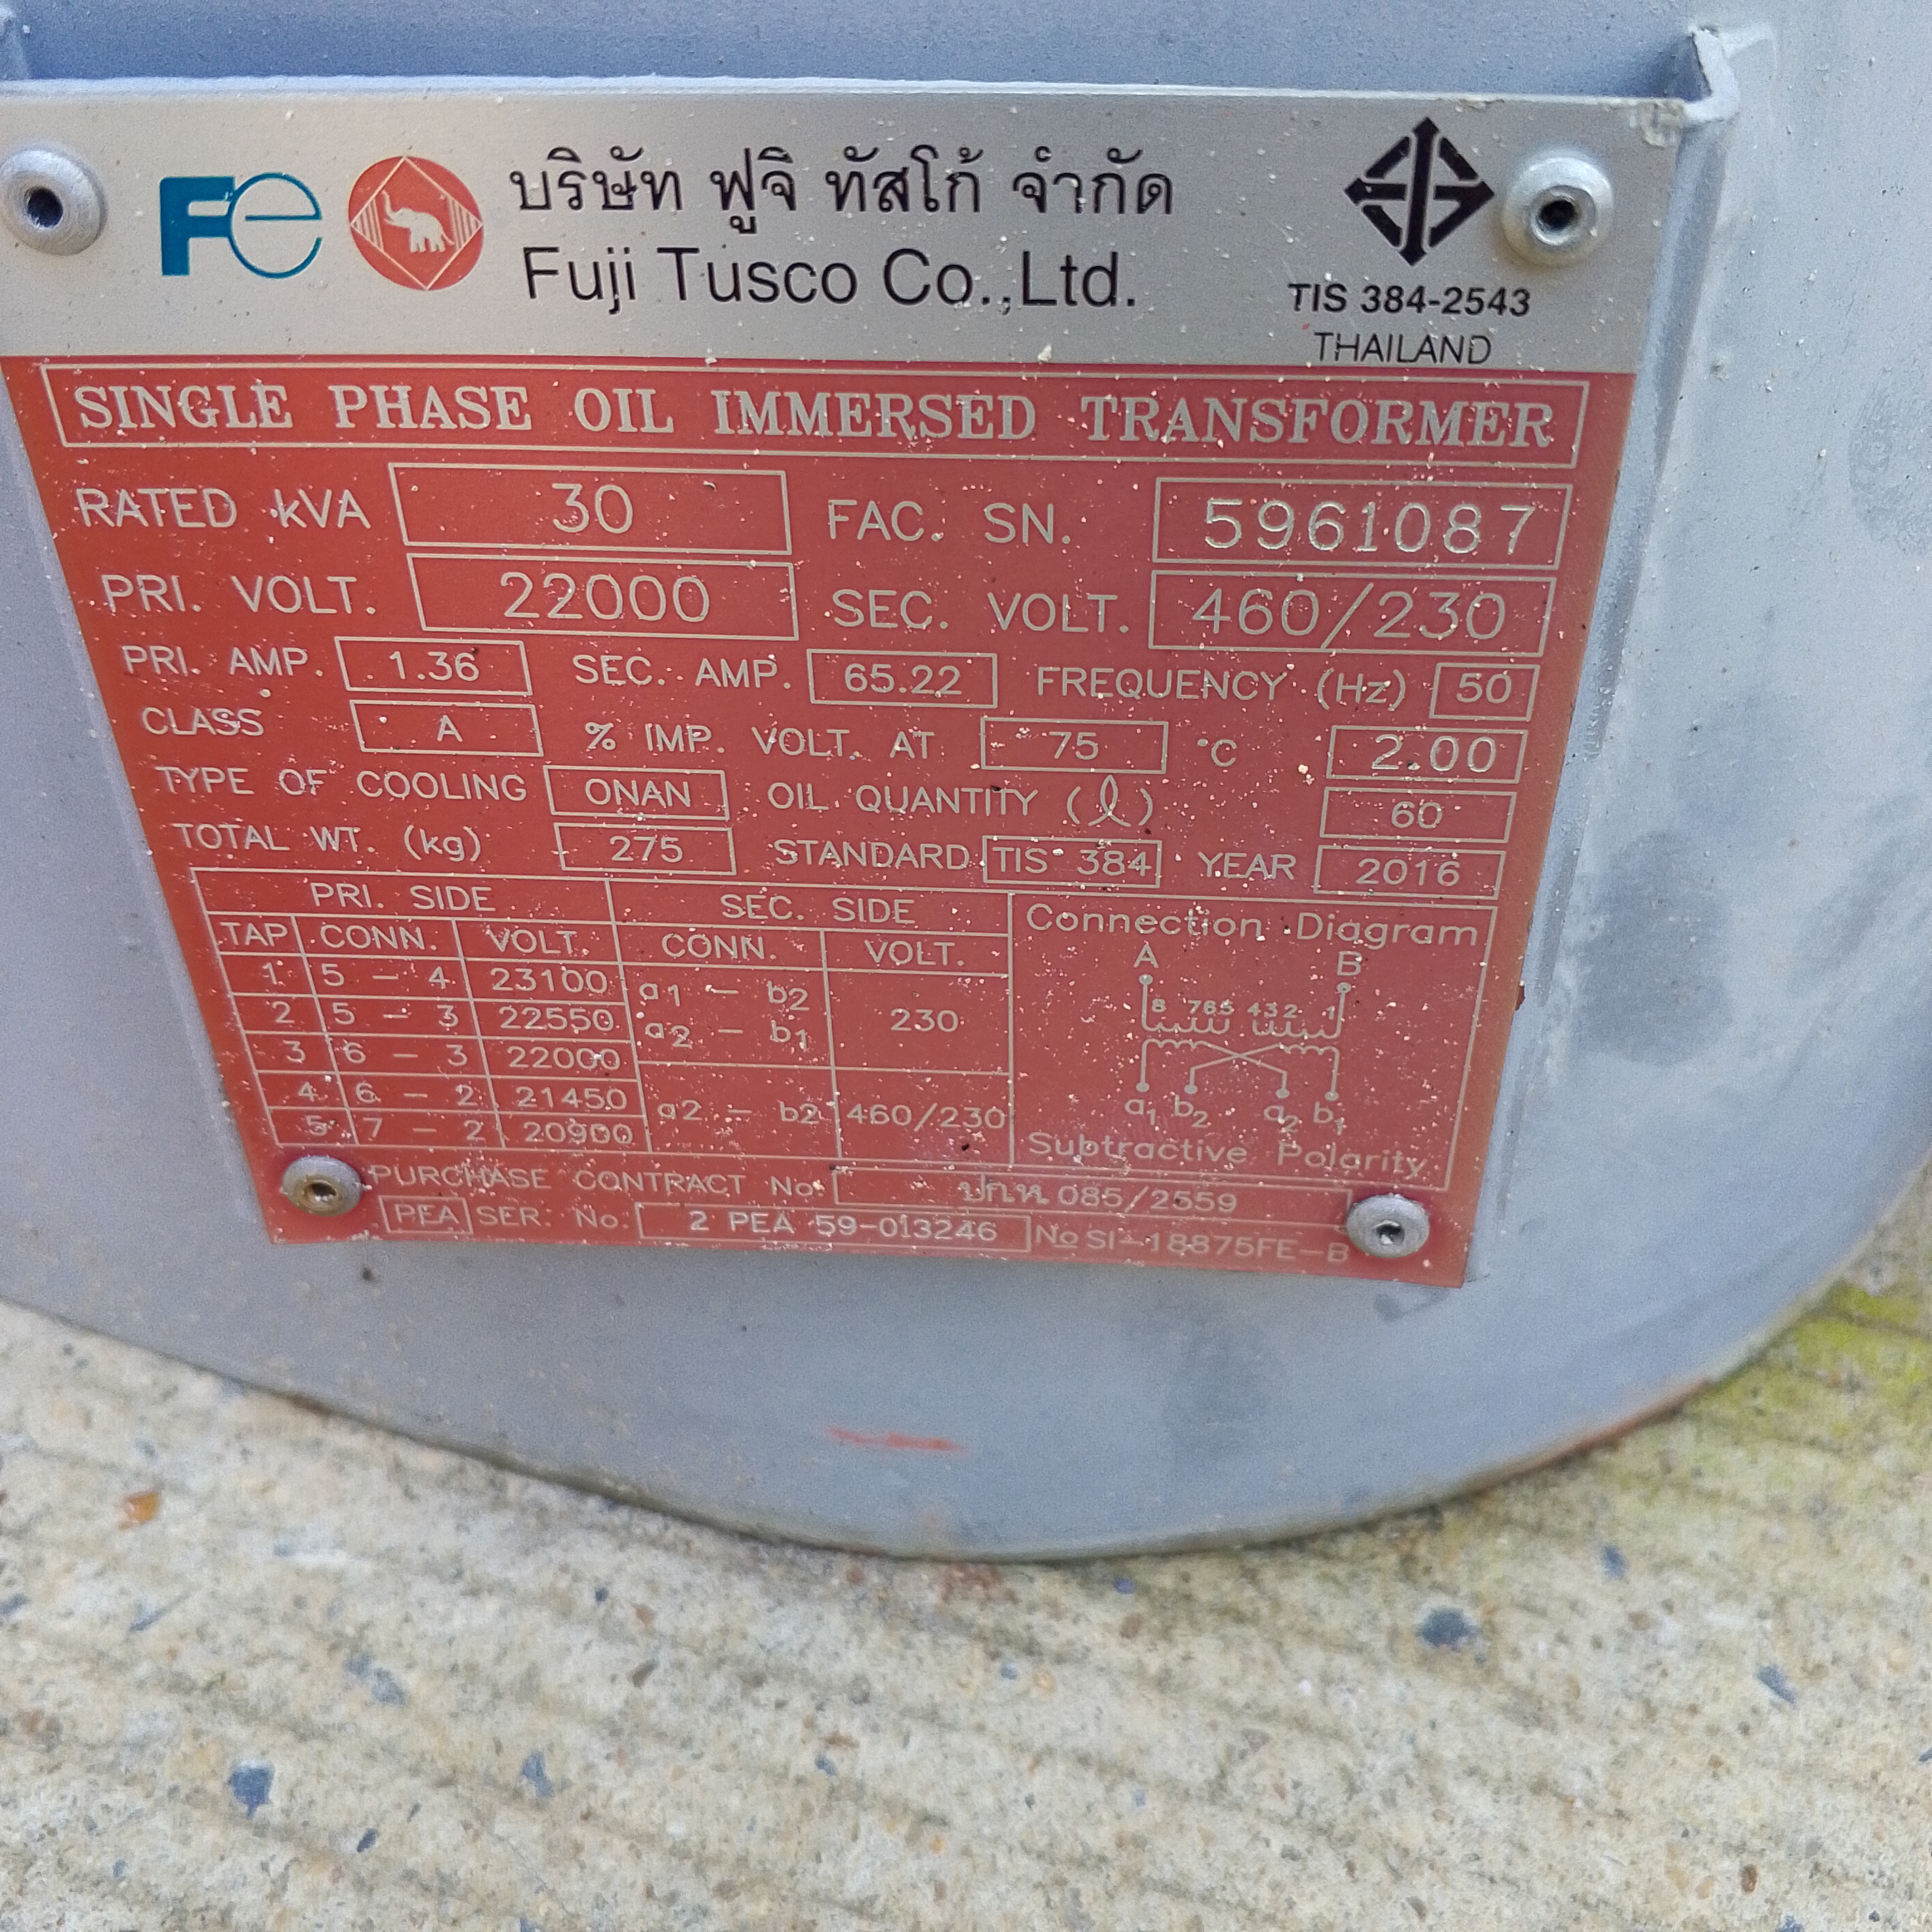 Fe บริษัท ฟูจิ ทัสโก้ จำกัด
Fuji Tusco Co.,Ltd.
TIS 384-2543
THAILAND
SINGLE PHASE OIL IMMERSED TRANSFORMER
RATED kVA 30 FAC. SN. 5961087
PRI. VOLT. 22000 SEC. VOLT. 460/230
PRI. AMP. 1.36 SEC. AMP. 65.22 FREQUENCY (Hz) 50
CLASS A % IMP. VOLT. AT 75 °C 2.00
TYPE OF COOLING ONAN OIL QUANTITY (ℓ) 60
TOTAL WT. (kg) 275 STANDARD TIS 384 YEAR 2016
PRI. SIDE SEC. SIDE Connection Diagram
TAP CONN. VOLT. CONN. VOLT. A B
1 5 - 4 23100 a1 - b2 230 8 765 432 1
2 5 - 3 22550 a2 - b1
3 6 - 3 22000
4 6 - 2 21450 a2 - b2 460/230 a1 b2 a2 b1
5 7 - 2 20900 Subtractive Polarity
PURCHASE CONTRACT No. ปก.ห. 085/2559
PEA SER. No. 2 PEA 59-013246 No SI-18875FE-B